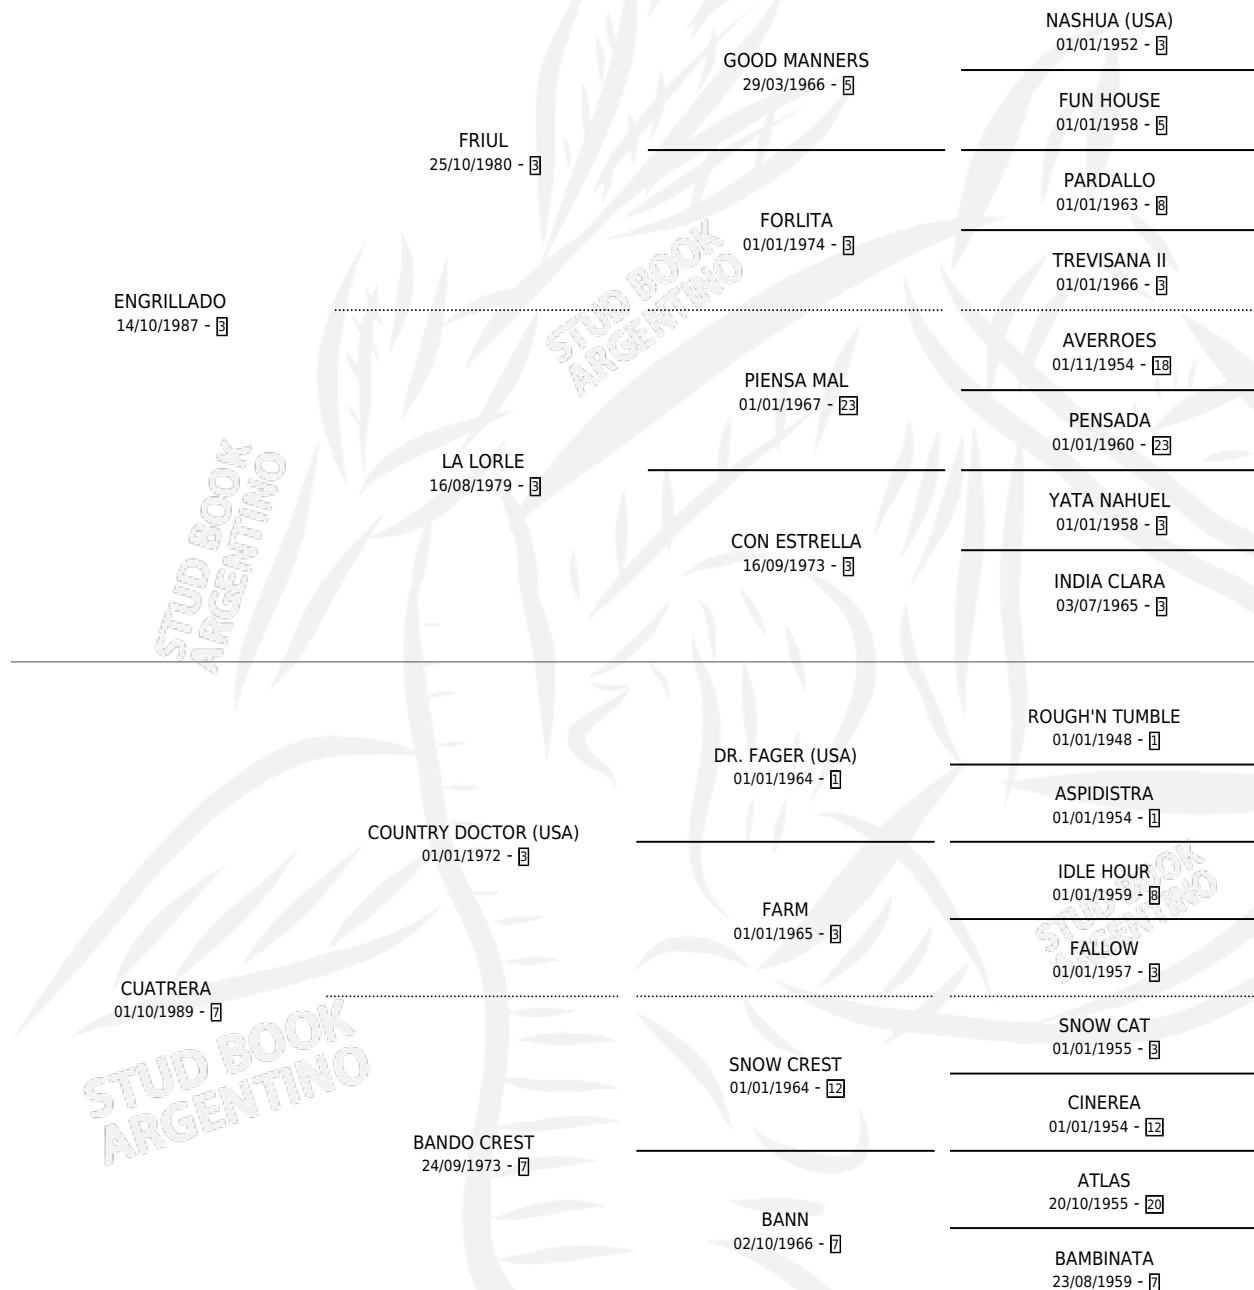 NASHUA (USA)
01/01/1952 - 3
GOOD MANNERS
29/03/1966 - 5
FUN HOUSE
01/01/1958 - 5
FRIUL
25/10/1980 - 3
PARDALLO
01/01/1963 - 8
FORLITA
01/01/1974 - 3
TREVISANA II
01/01/1966 - 3
ENGRILLADO
14/10/1987 - 3
AVERROES
01/11/1954 - 18
PIENSA MAL
01/01/1967 - 23
PENSADA
01/01/1960 - 23
LA LORLE
16/08/1979 - 3
YATA NAHUEL
01/01/1958 - 3
CON ESTRELLA
16/09/1973 - 3
INDIA CLARA
03/07/1965 - 3
STUD BOOK
ARGENTINO
STUD BOOK
ARGENTINO
ROUGH'N TUMBLE
01/01/1948 - 1
DR. FAGER (USA)
01/01/1964 - 1
ASPIDISTRA
01/01/1954 - 1
COUNTRY DOCTOR (USA)
01/01/1972 - 3
IDLE HOUR
01/01/1959 - 8
FARM
01/01/1965 - 3
FALLOW
01/01/1957 - 3
CUATRERA
01/10/1989 - 7
SNOW CAT
01/01/1955 - 3
SNOW CREST
01/01/1964 - 12
CINEREA
01/01/1954 - 12
BANDO CREST
24/09/1973 - 7
ATLAS
20/10/1955 - 20
BANN
02/10/1966 - 7
BAMBINATA
23/08/1959 - 7
STUD BOOK
ARGENTINO
STUD BOOK
ARGENTINO